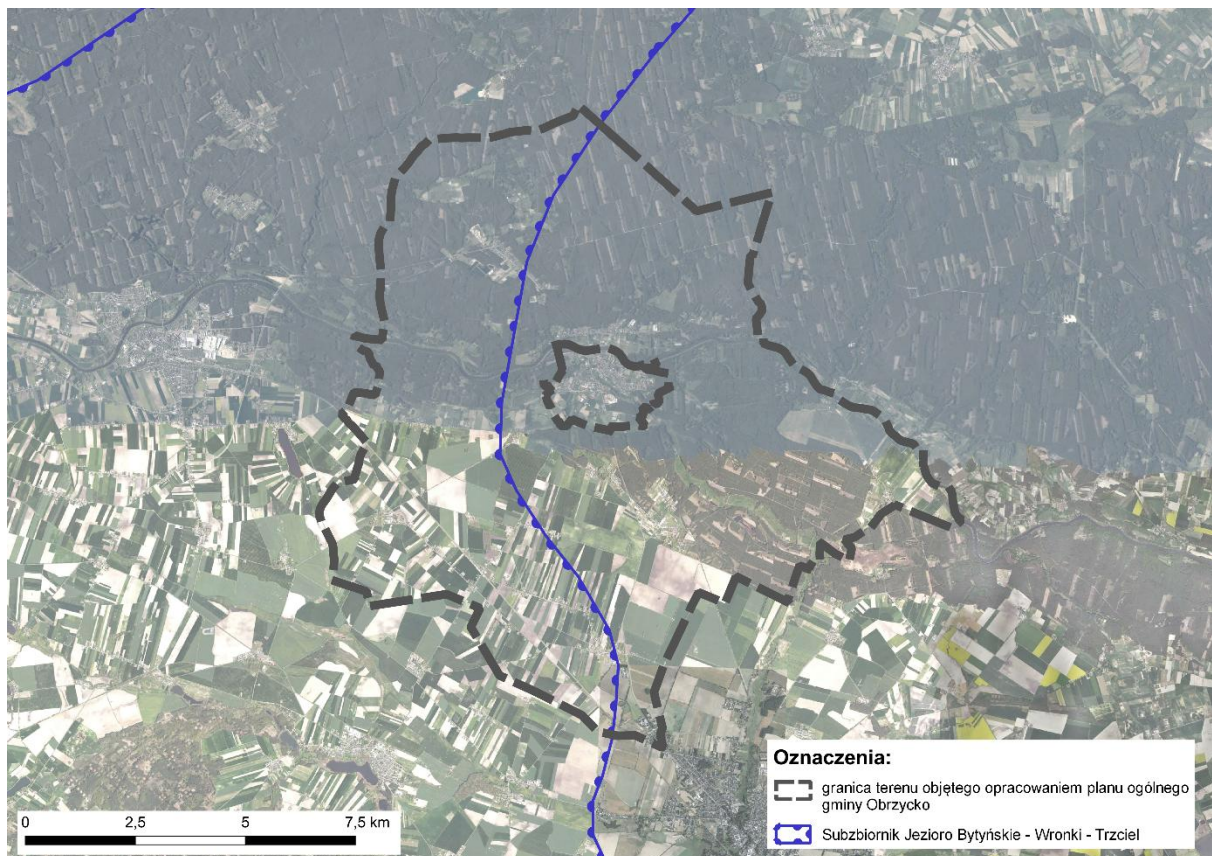 Oznaczenia:
granica terenu objętego opracowaniem planu ogólnego
gminy Obrzycko
Subzbiornik Jezioro Bytyńskie - Wronki - Trzciel
0 2,5 5 7,5 km